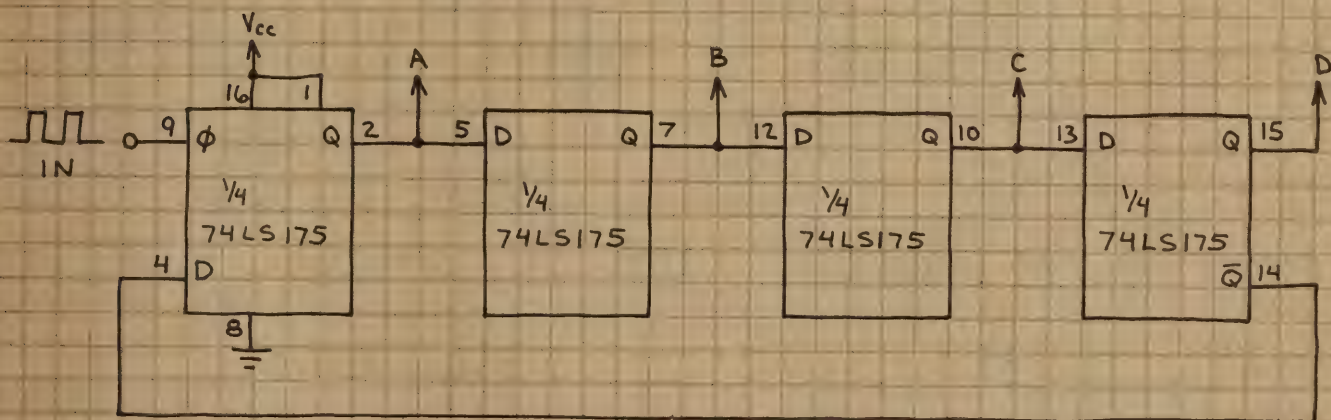 Vcc
A
B
C
D
16 1
IN
9 φ Q 2
5 D Q 7
12 D Q 10
13 D Q 15
1/4
74LS175
1/4
74LS175
1/4
74LS175
1/4
74LS175
4 D
Q̅ 14
8